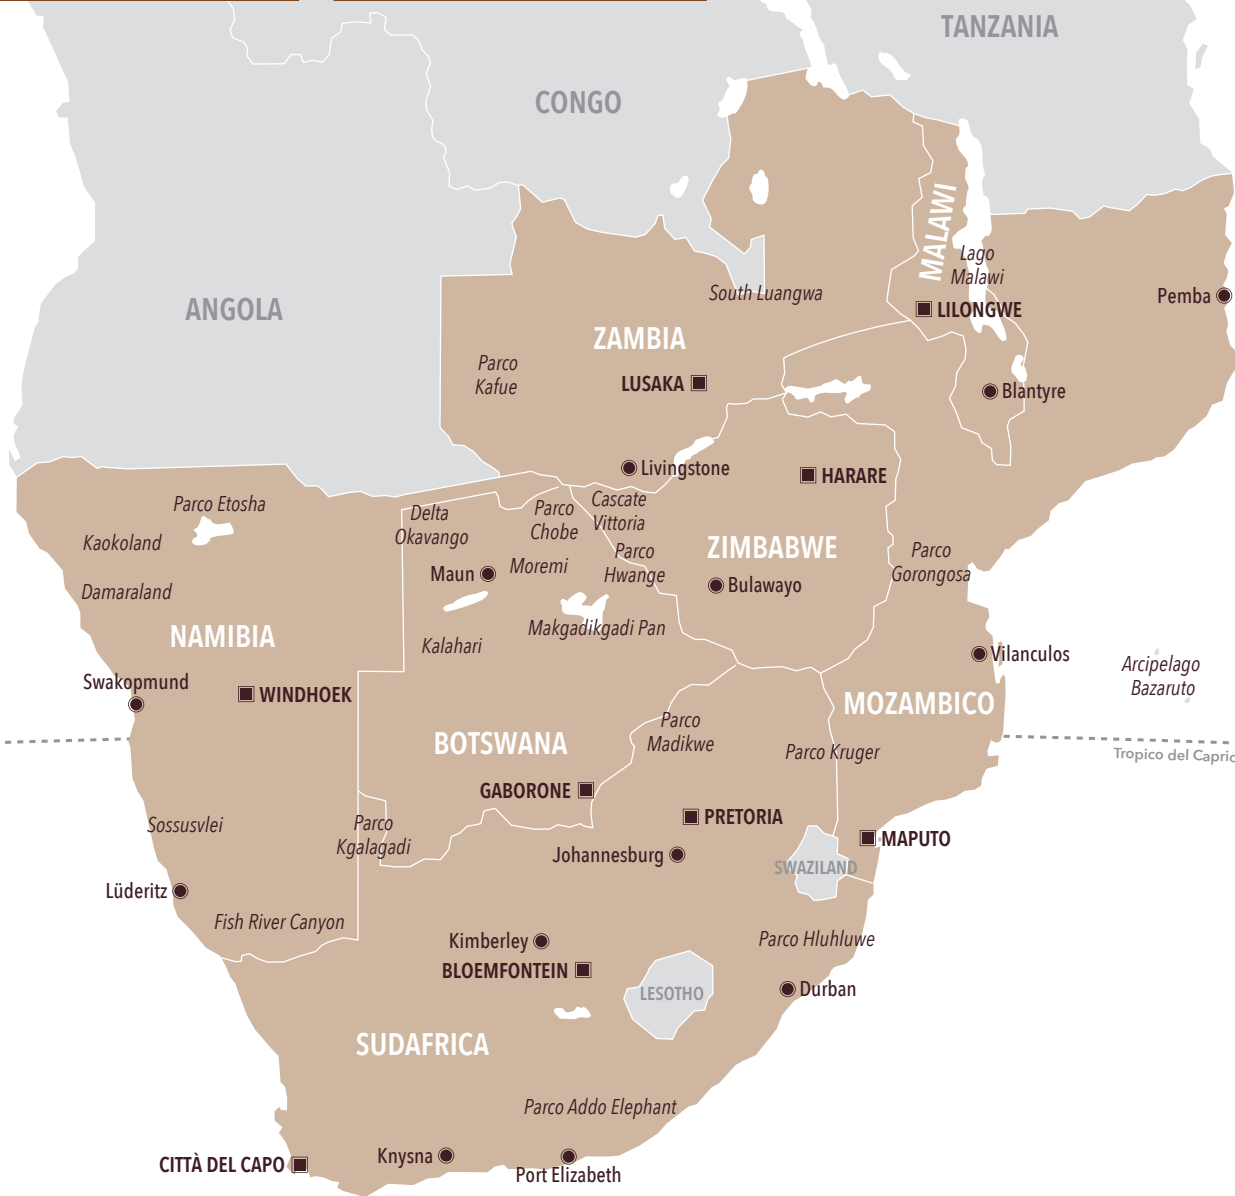 TANZANIA
CONGO
MALAWI
Lago
Malawi
South Luangwa
Pemba
ANGOLA
LILONGWE
ZAMBIA
Parco
Kafue
LUSAKA
Blantyre
Livingstone
HARARE
Parco Etosha
Delta
Okavango
Parco
Chobe
Cascate
Vittoria
Kaokoland
ZIMBABWE
Parco
Hwange
Parco
Gorongosa
Maun
Moremi
Damaraland
Bulawayo
NAMIBIA
Kalahari
Makgadikgadi Pan
Vilanculos
Arcipelago
Bazaruto
Swakopmund
WINDHOEK
MOZAMBICO
BOTSWANA
Parco
Madikwe
Parco Kruger
Tropico del Capric
GABORONE
PRETORIA
Sossusvlei
Parco
Kgalagadi
Johannesburg
MAPUTO
SWAZILAND
Lüderitz
Fish River Canyon
Kimberley
Parco Hluhluwe
BLOEMFONTEIN
LESOTHO
Durban
SUDAFRICA
Parco Addo Elephant
CITTÀ DEL CAPO
Knysna
Port Elizabeth